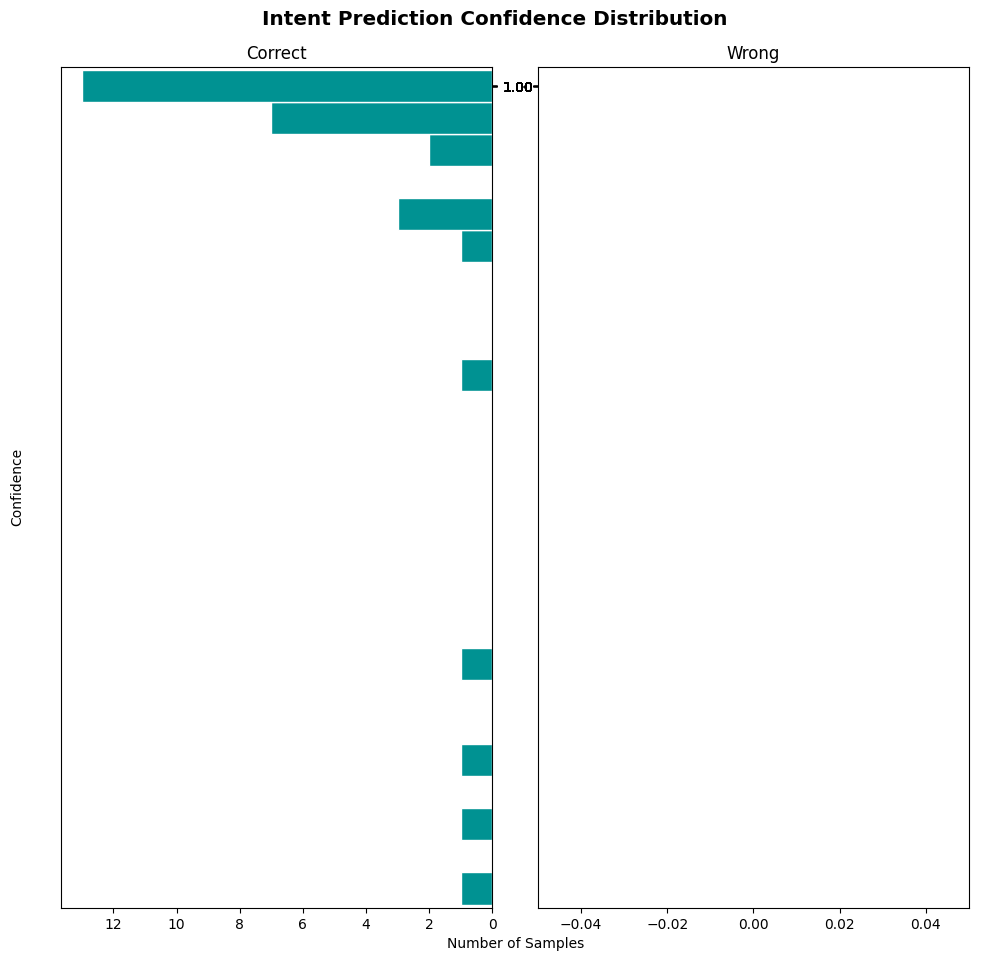 Intent Prediction Confidence Distribution
Correct
Wrong
1.00
Confidence
12 10 8 6 4 2 0
−0.04 −0.02 0.00 0.02 0.04
Number of Samples